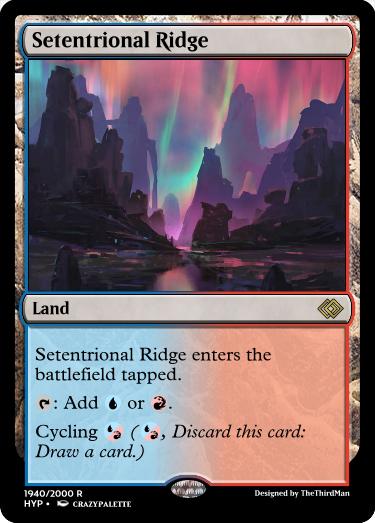 Setentrional Ridge
Land
Setentrional Ridge enters the
battlefield tapped.
: Add or .
Cycling ( , Discard this card:
Draw a card.)
1940/2000 R
HYP • CRAZYPALETTE
Designed by TheThirdMan